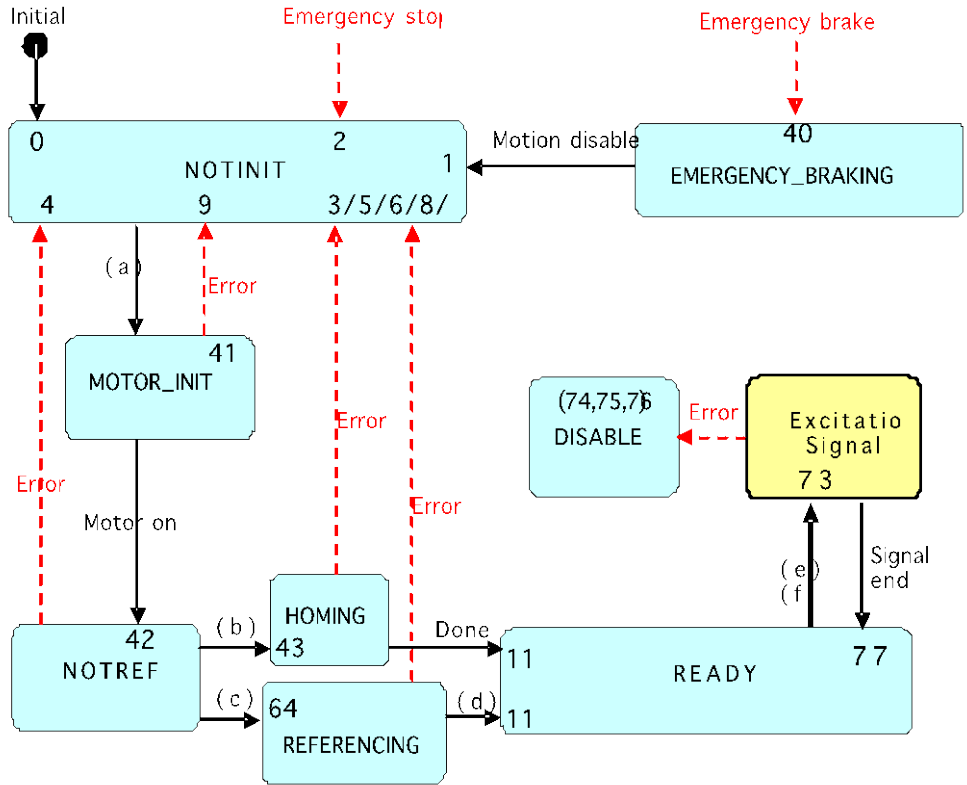 Initial
Emergency stop
Emergency brake
0
2
1
NOTINIT
4
9
3/5/6/8/
Motion disable
40
EMERGENCY_BRAKING
(a)
Error
41
MOTOR_INIT
Error
(74,75,76
DISABLE
Error
Excitatio
Signal
73
Error
Motor on
Error
(e)
(f
Signal
end
42
NOTREF
(b)
HOMING
43
Done
11
READY
77
(c)
64
REFERENCING
(d)
11